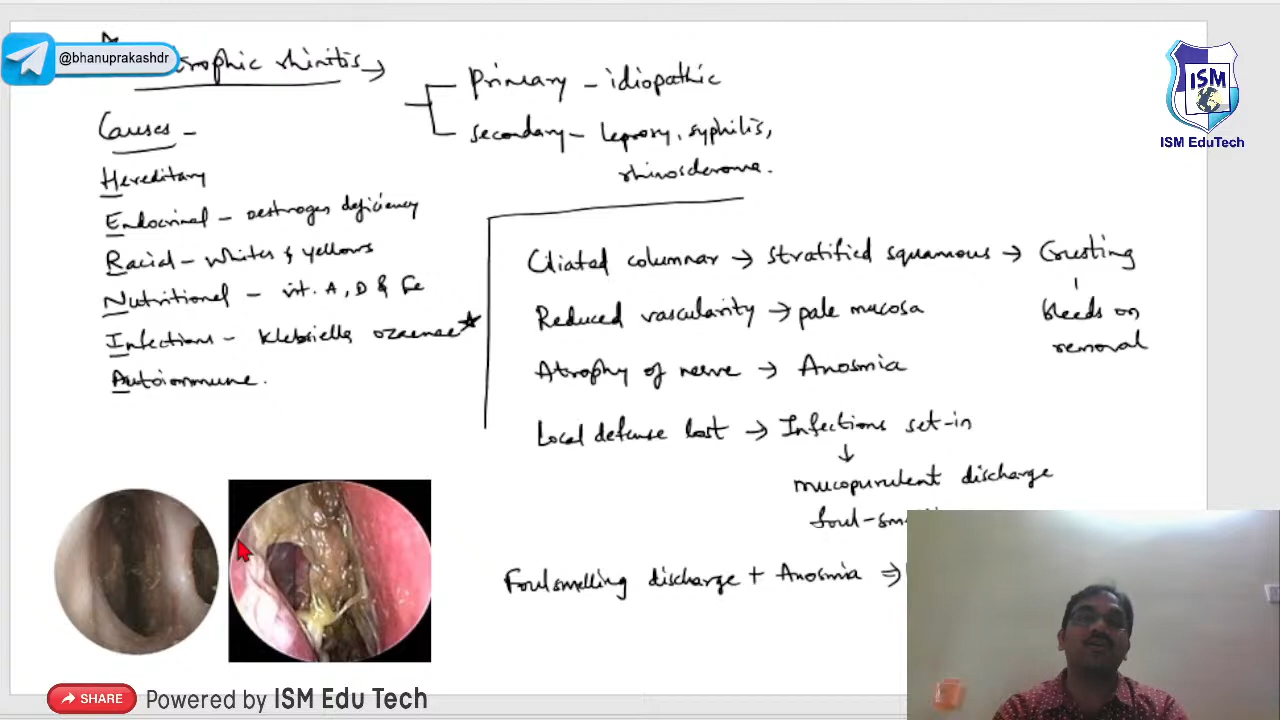 @bhanuprakashdr
rhinitis →
Primary - idiopathic
secondary - leprosy, syphilis,
rhinoscleroma.
Causes -
Hereditary
Endocrinal - oestrogen deficiency
Racial - whites & yellows
Nutritional - vit. A, D & Fe
Infections - Klebsiella ozaenae
Autoimmune.
Ciliated columnar → stratified squamous → Crusting
bleeds on
removal
Reduced vascularity → pale mucosa
Atrophy of nerve → Anosmia
Local defense lost → Infections set-in
↓
mucopurulent discharge
foul-
Foul smelling discharge + Anosmia ⇒
ISM
ISM EduTech
SHARE
Powered by ISM Edu Tech